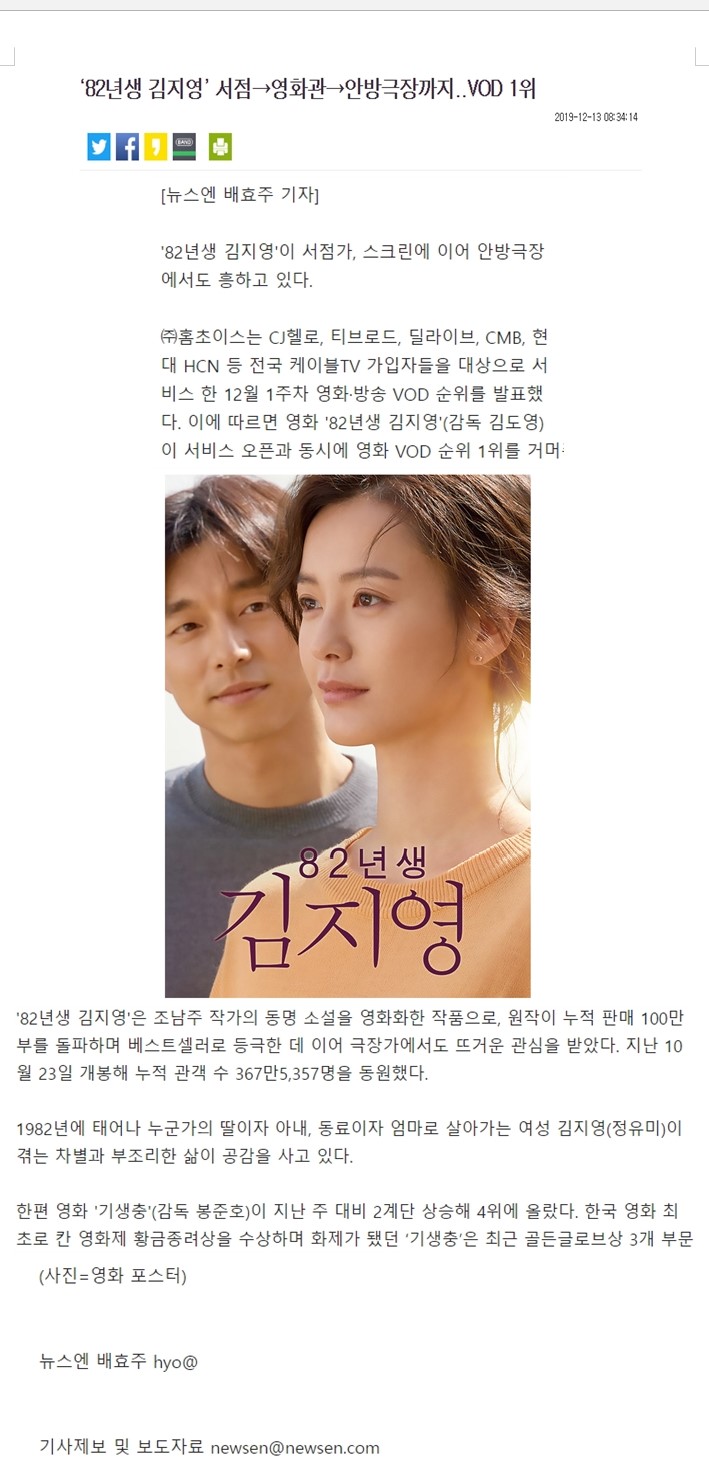 ‘82년생 김지영’ 서점→영화관→안방극장까지..VOD 1위
2019-12-13 08:34:14
BAND
[뉴스엔 배효주 기자]
'82년생 김지영'이 서점가, 스크린에 이어 안방극장
에서도 흥하고 있다.
㈜홈초이스는 CJ헬로, 티브로드, 딜라이브, CMB, 현
대 HCN 등 전국 케이블TV 가입자들을 대상으로 서
비스 한 12월 1주차 영화·방송 VOD 순위를 발표했
다. 이에 따르면 영화 '82년생 김지영'(감독 김도영)
이 서비스 오픈과 동시에 영화 VOD 순위 1위를 거머
82년생
김지영
'82년생 김지영'은 조남주 작가의 동명 소설을 영화화한 작품으로, 원작이 누적 판매 100만
부를 돌파하며 베스트셀러로 등극한 데 이어 극장가에서도 뜨거운 관심을 받았다. 지난 10
월 23일 개봉해 누적 관객 수 367만5,357명을 동원했다.
1982년에 태어나 누군가의 딸이자 아내, 동료이자 엄마로 살아가는 여성 김지영(정유미)이
겪는 차별과 부조리한 삶이 공감을 사고 있다.
한편 영화 '기생충'(감독 봉준호)이 지난 주 대비 2계단 상승해 4위에 올랐다. 한국 영화 최
초로 칸 영화제 황금종려상을 수상하며 화제가 됐던 '기생충'은 최근 골든글로브상 3개 부문
(사진=영화 포스터)
뉴스엔 배효주 hyo@
기사제보 및 보도자료 newsen@newsen.com